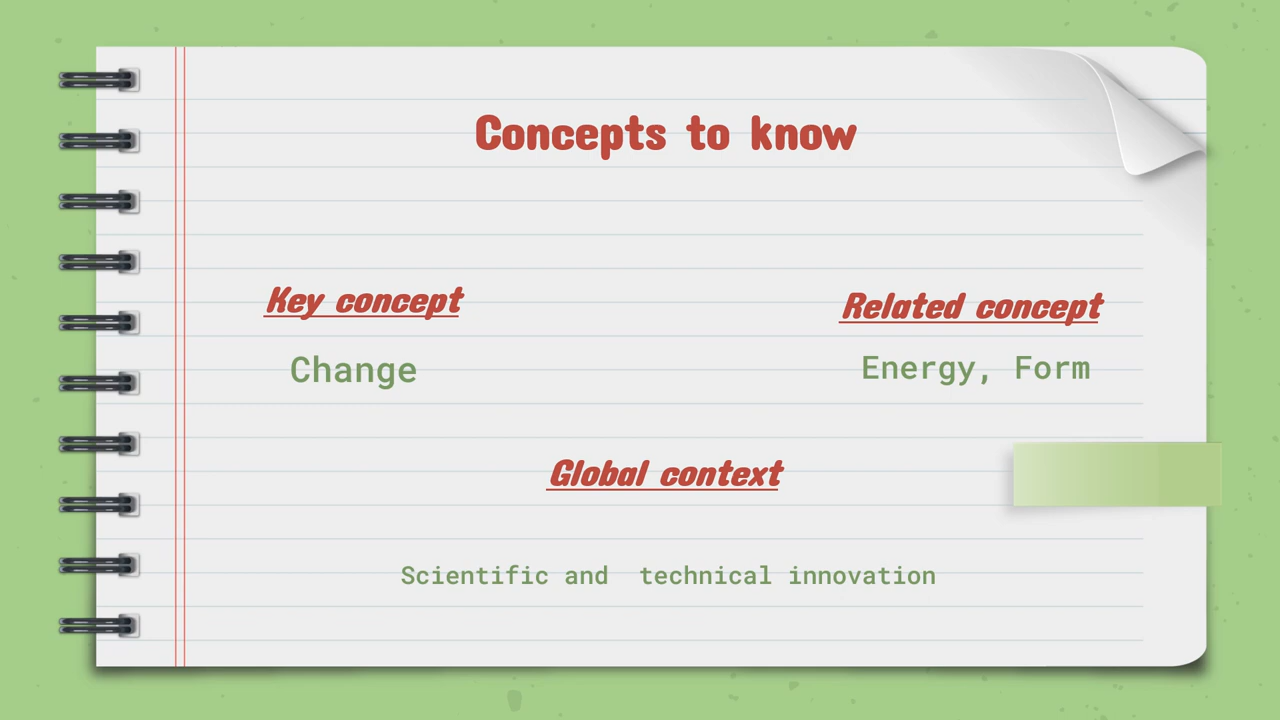 Concepts to know
Key concept
Change
Related concept
Energy, Form
Global context
Scientific and  technical innovation